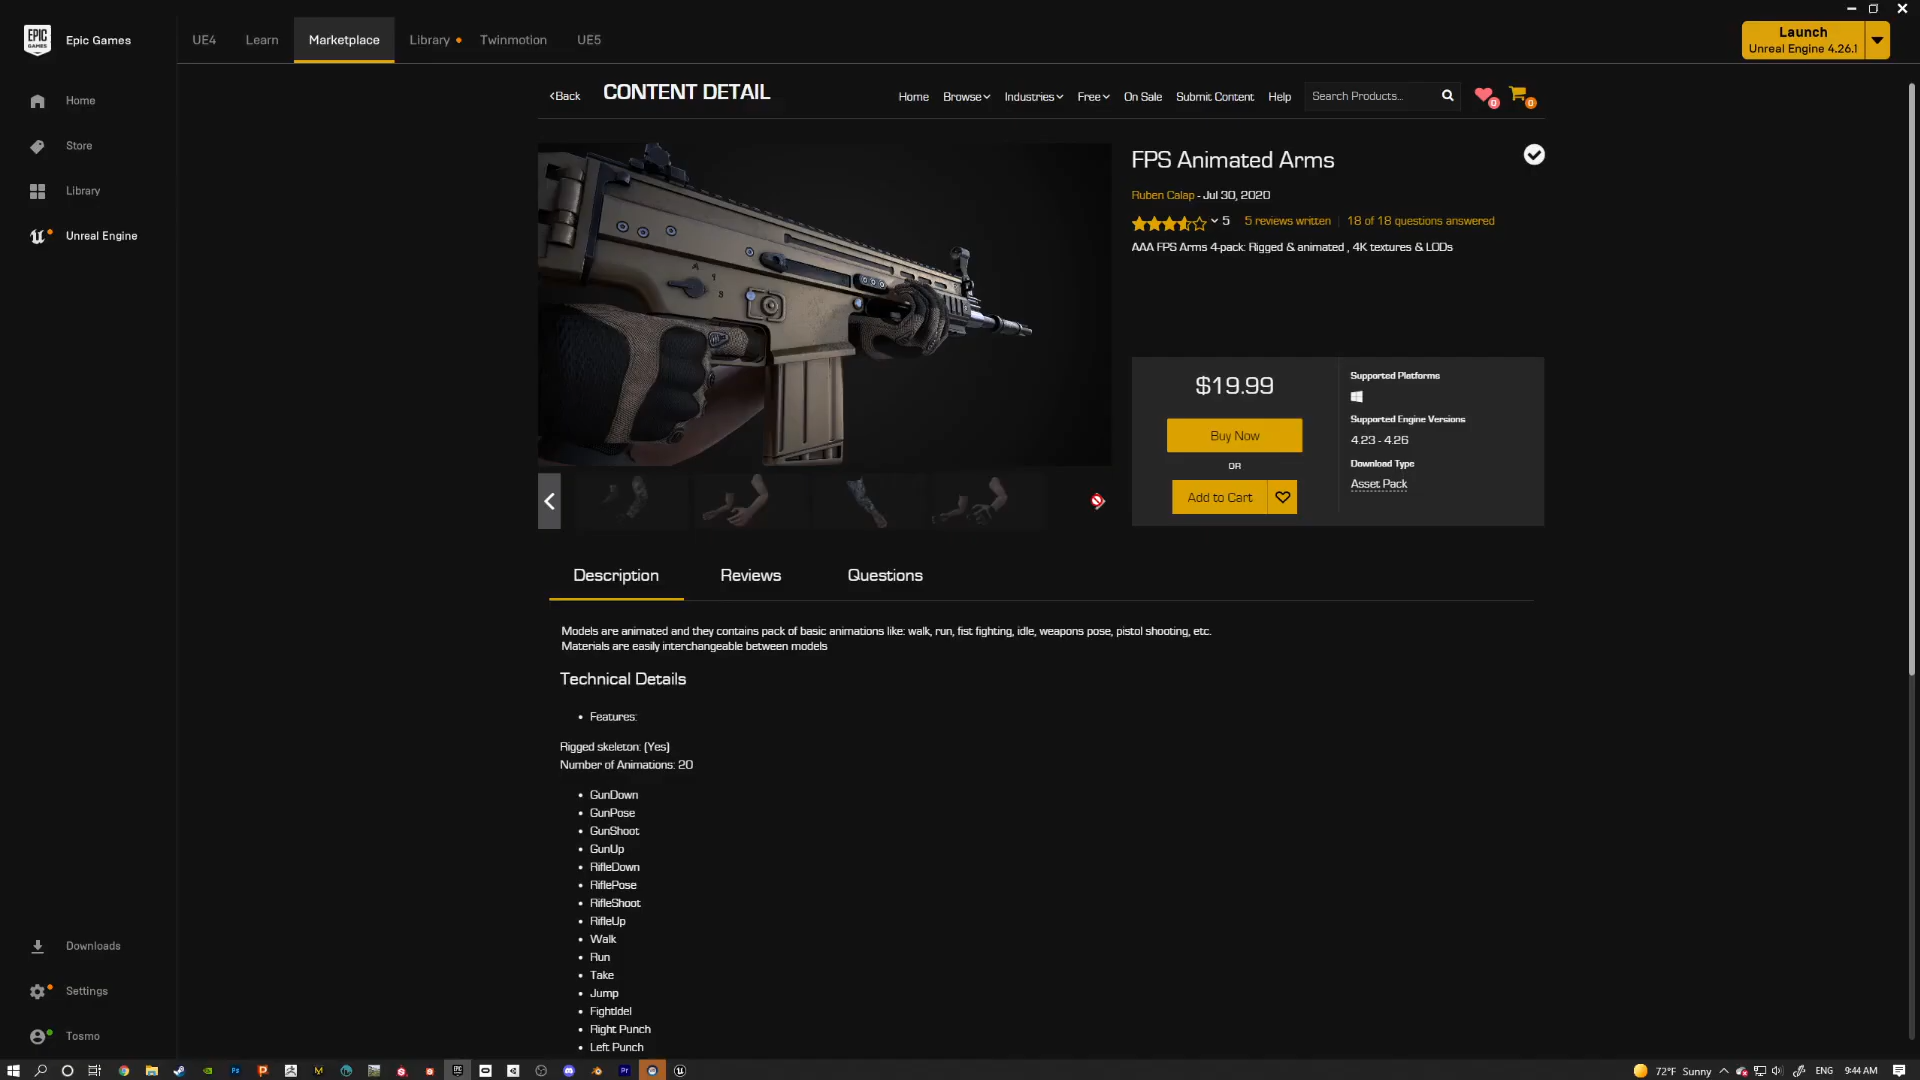 EPIC GAMES
Epic Games
UE4
Learn
Marketplace
Library
Twinmotion
UE5
Launch
Unreal Engine 4.26.1
Home
Store
Library
Unreal Engine
Downloads
Settings
Tosmo
Back
CONTENT DETAIL
Home
Browse
Industries
Free
On Sale
Submit Content
Help
Search Products...
0
0
FPS Animated Arms
Ruben Calap - Jul 30, 2020
5
5 reviews written
18 of 18 questions answered
AAA FPS Arms 4-pack: Rigged & animated , 4K textures & LODs
$19.99
Buy Now
OR
Add to Cart
Supported Platforms
Supported Engine Versions
4.23 - 4.26
Download Type
Asset Pack
Description
Reviews
Questions
Models are animated and they contains pack of basic animations like: walk, run, fist fighting, idle, weapons pose, pistol shooting, etc.
Materials are easily interchangeable between models
Technical Details
• Features:
Rigged skeleton: (Yes)
Number of Animations: 20
• GunDown
• GunPose
• GunShoot
• GunUp
• RifleDown
• RiflePose
• RifleShoot
• RifleUp
• Walk
• Run
• Take
• Jump
• FightIdel
• Right Punch
• Left Punch
72°F Sunny
ENG
9:44 AM